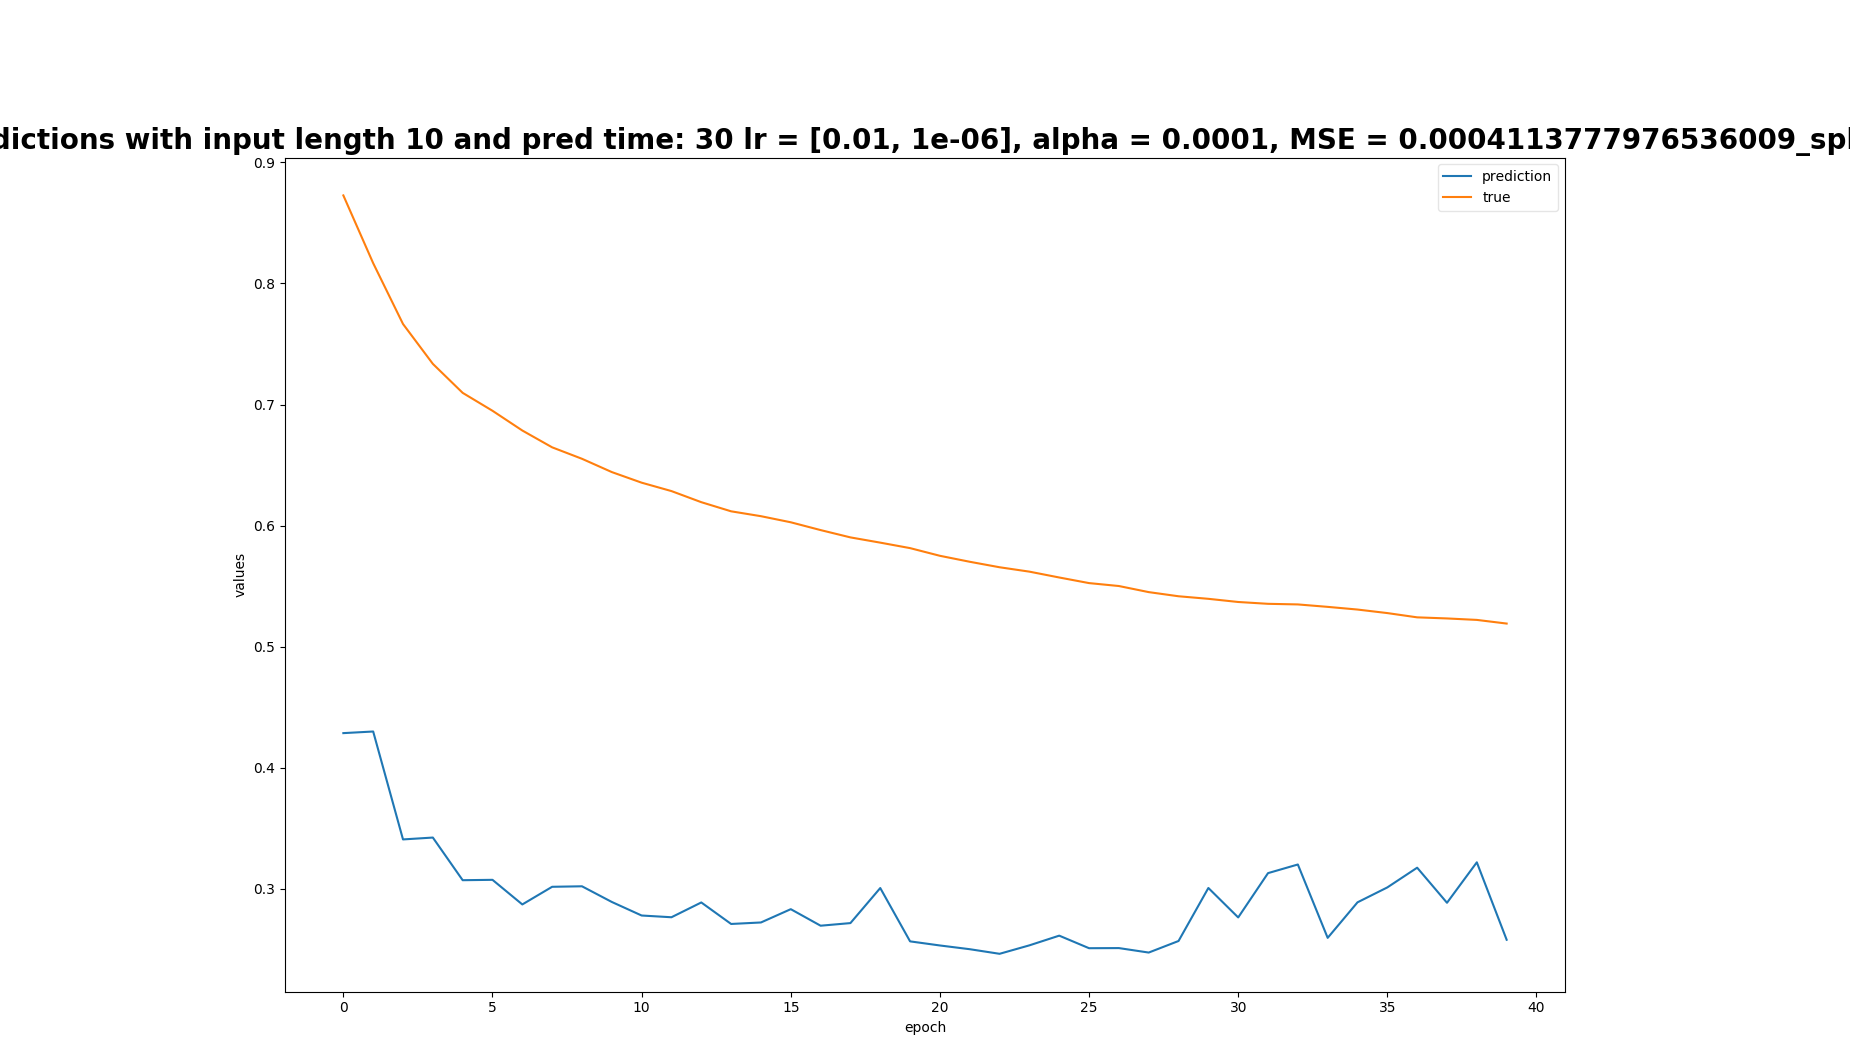 with input length 10 and pred time: 30 lr = [0.01, 1e-06], alpha = 0.0001, MSE = 0.0004113777976536009
prediction
true
0.9
0.8
0.7
0.6
0.5
0.4
0.3
values
0 5 10 15 20 25 30 35 40
epoch